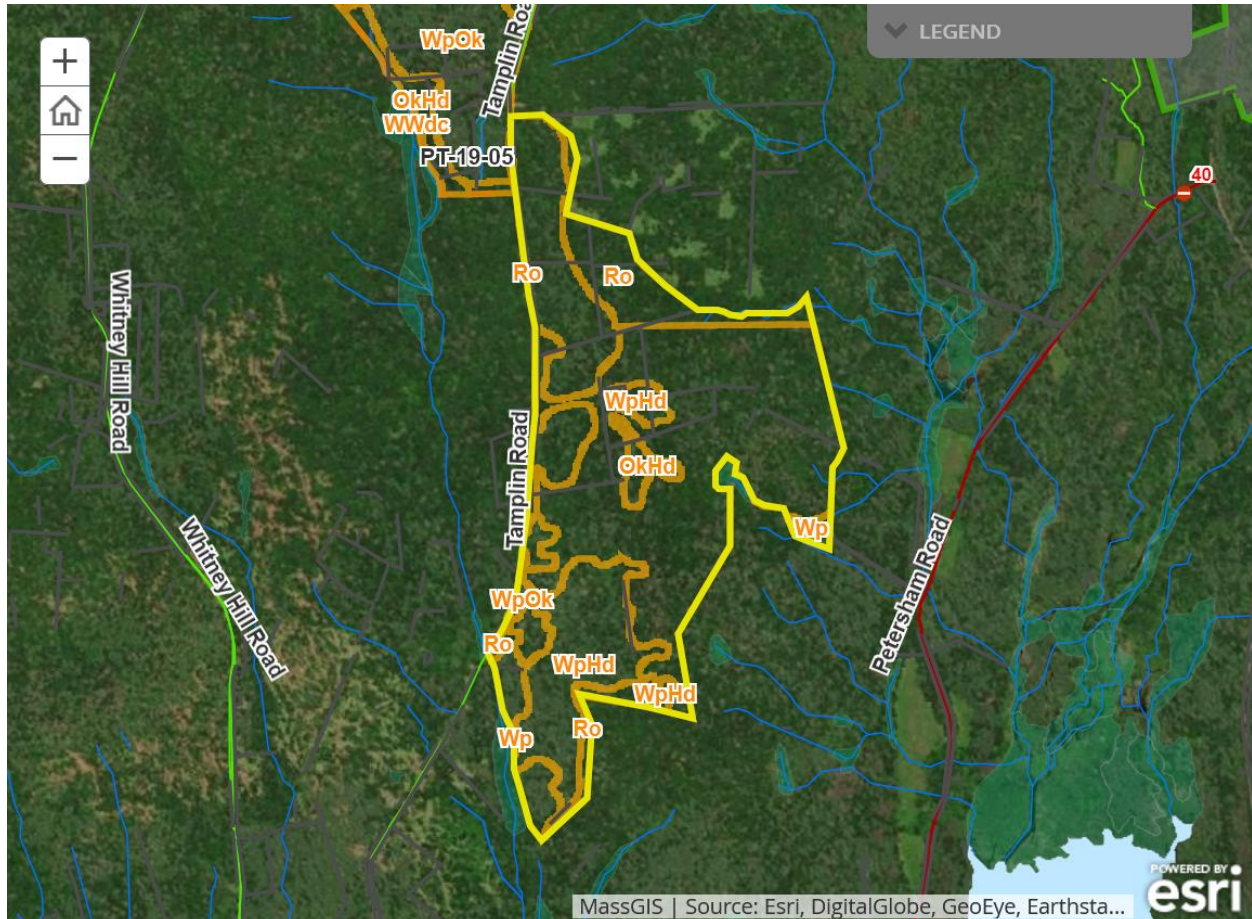 LEGEND
+
−
WpOk
Tamplin Roa
OkHd
WWdc
PT-19-05
40
Ro
Ro
Whitney Hill Road
WpHd
OkHd
Tamplin Road
Wp
Whitney Hill Road
WpOk
Petersham Road
Ro
WpHd
WpHd
Ro
Wp
POWERED BY
esri
MassGIS | Source: Esri, DigitalGlobe, GeoEye, Earthsta...